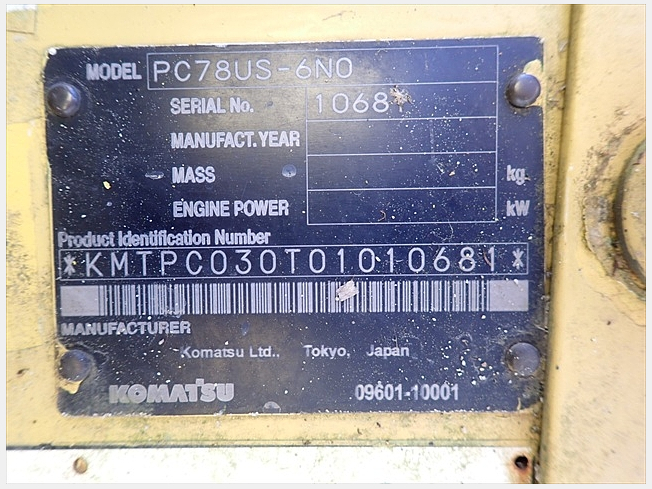 MODEL PC78US-6N0
SERIAL No. 1068
MANUFACT. YEAR
MASS kg
ENGINE POWER kW
Product Identification Number
*KMTPC030T01010681*
MANUFACTURER
Komatsu Ltd., Tokyo, Japan
KOMATSU 09601-10001